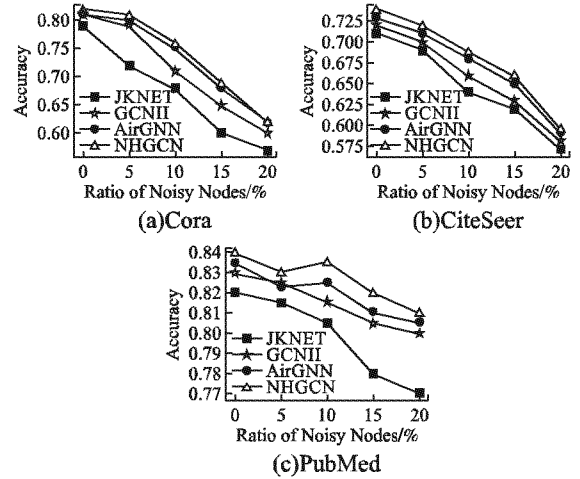 0.80
0.75
0.70
0.65
0.60
Accuracy
JKNET
GCNII
AirGNN
NHGCN
0 5 10 15 20
Ratio of Noisy Nodes/%
(a)Cora
0.725
0.700
0.675
0.650
0.625
0.600
0.575
Accuracy
JKNET
GCNII
AirGNN
NHGCN
0 5 10 15 20
Ratio of Noisy Nodes/%
(b)CiteSeer
0.84
0.83
0.82
0.81
0.80
0.79
0.78
0.77
Accuracy
JKNET
GCNII
AirGNN
NHGCN
0 5 10 15 20
Ratio of Noisy Nodes/%
(c)PubMed